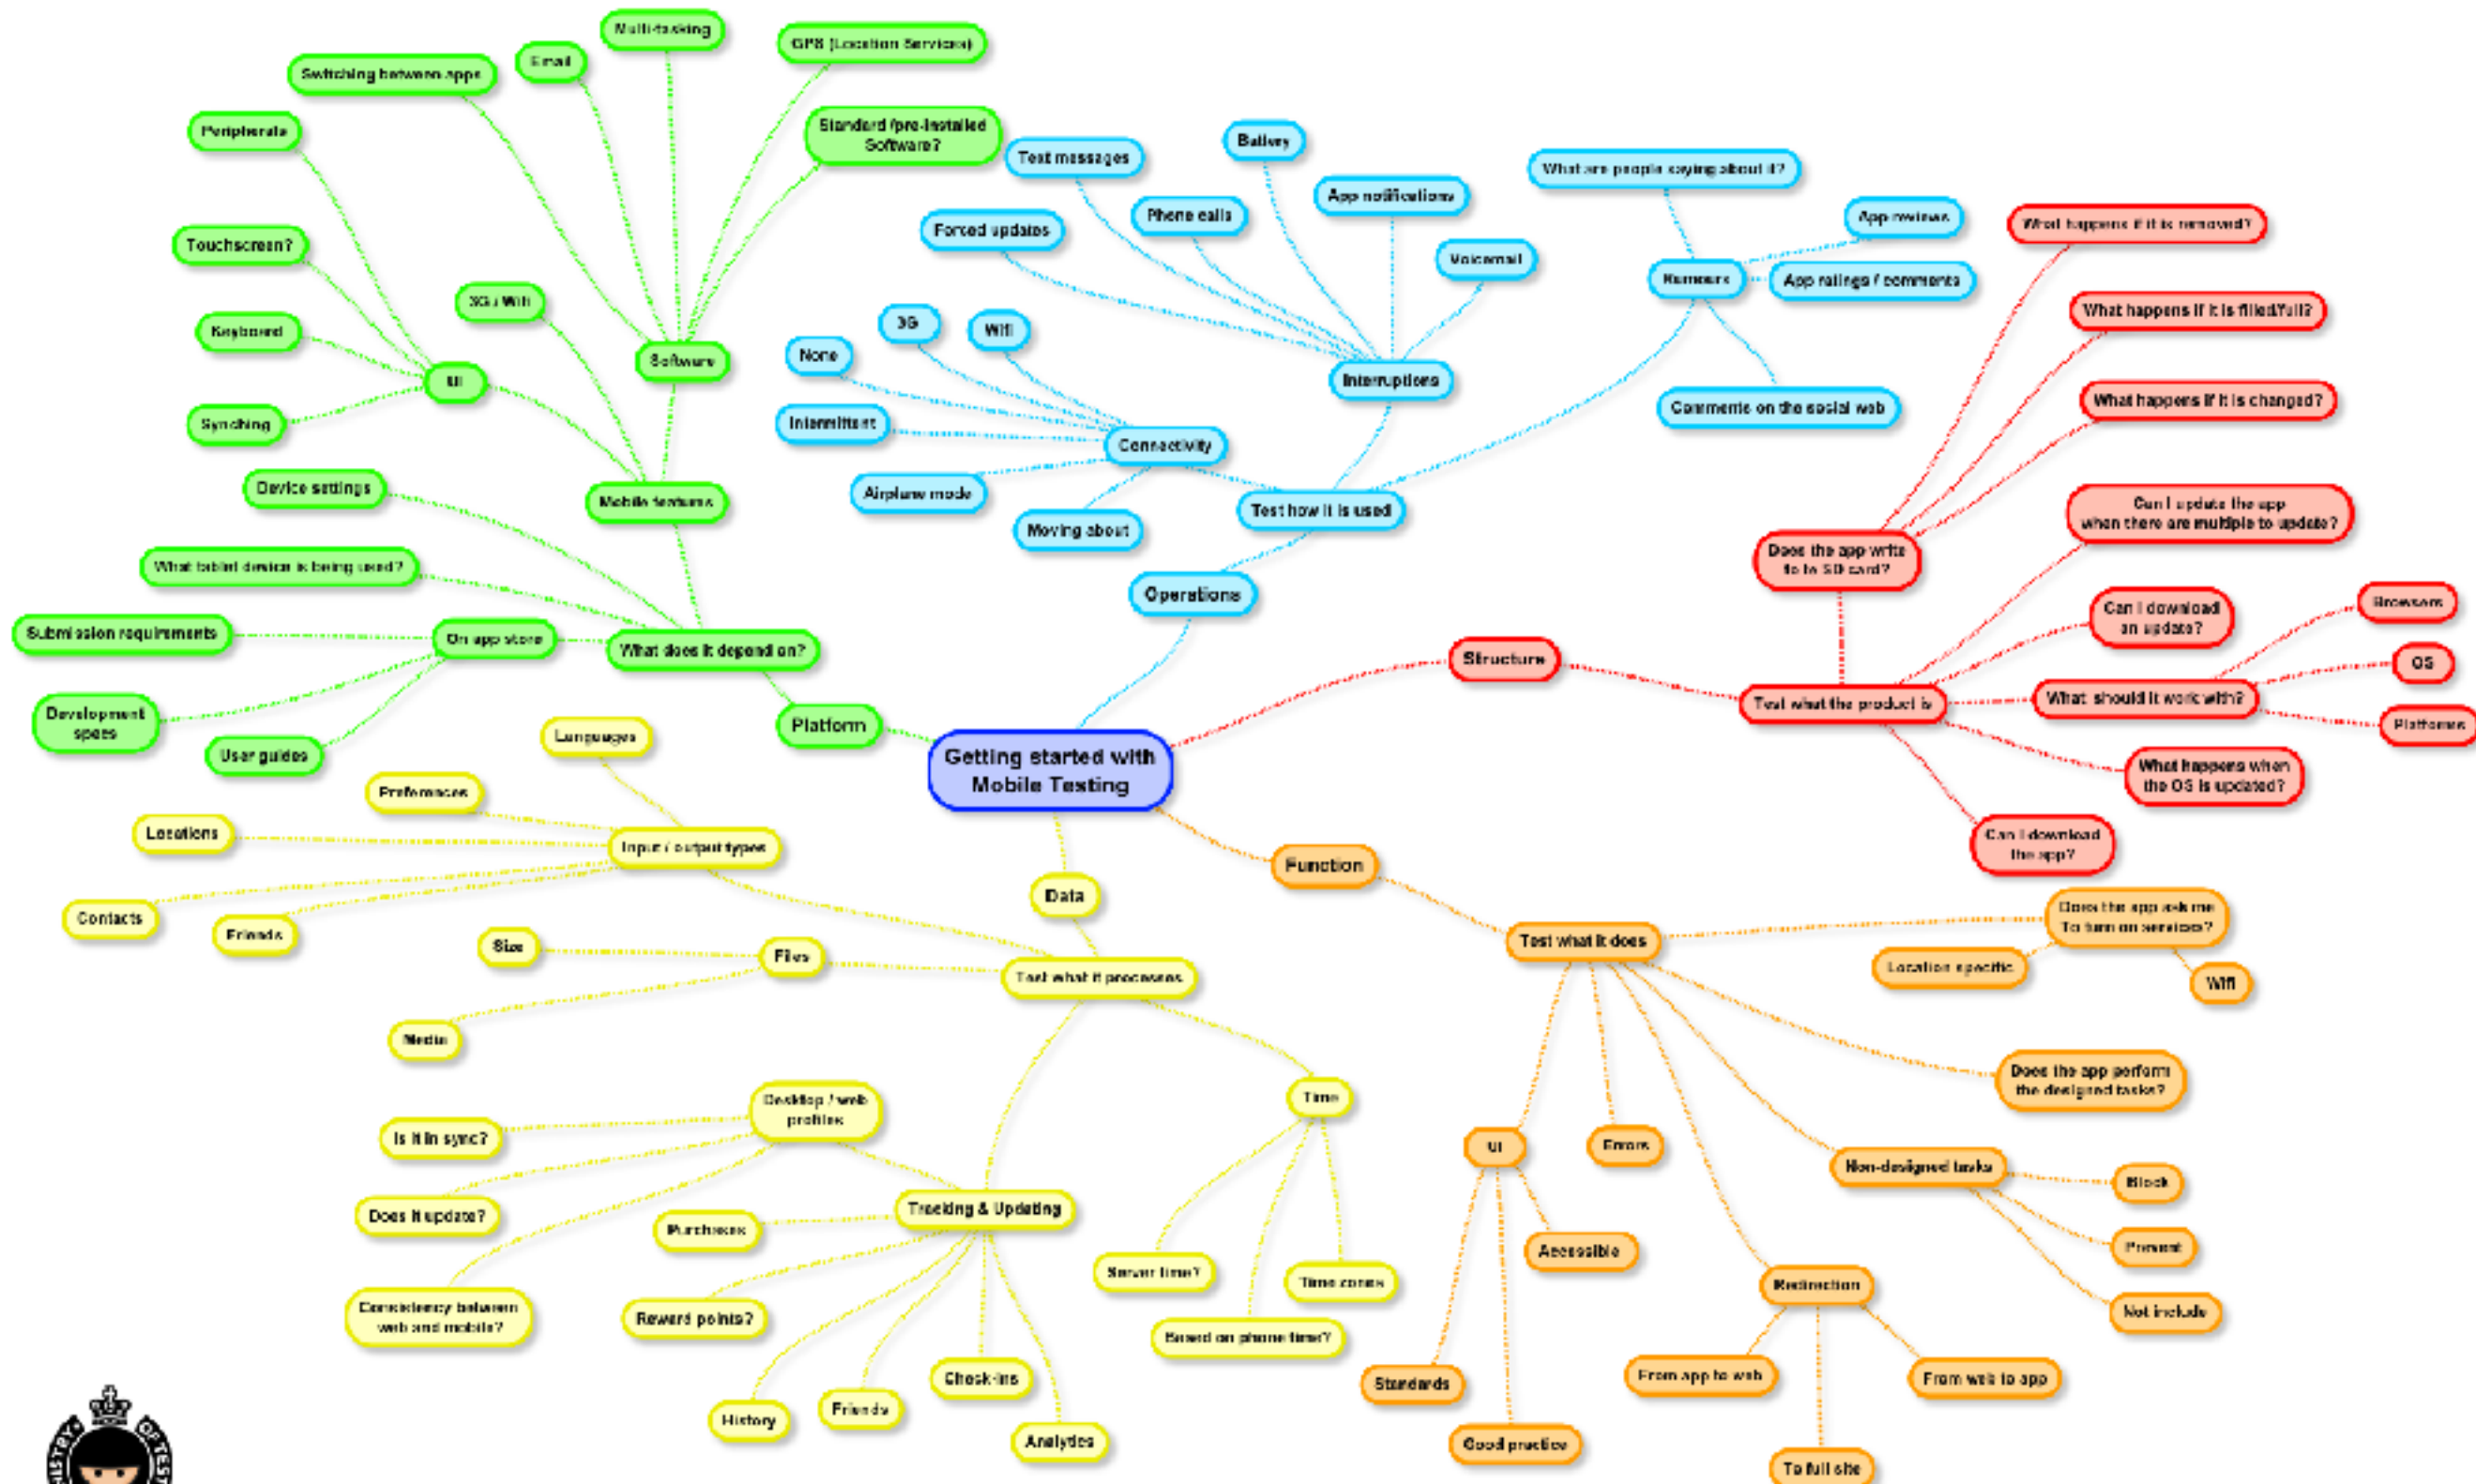 Multi-tasking
GPS (Location Services)
Email
Switching between apps
Peripherals
Standard /pre-installed
Software?
Touchscreen?
3G / Wifi
Keyboard
Software
UI
Synching
Device settings
Mobile features
What tablet device is being used?
Submission requirements
On app store
What does it depend on?
Development
specs
User guides
Platform
Text messages
Battery
App notifications
Phone calls
Forced updates
Voicemail
3G
Wifi
None
Interruptions
Intermittent
Connectivity
Airplane mode
Moving about
Test how it is used
Operations
What are people saying about it?
App reviews
Rumours
App ratings / comments
Comments on the social web
What happens if it is removed?
What happens if it is filled/full?
What happens if it is changed?
Can I update the app
when there are multiple to update?
Does the app write
to to SD card?
Can I download
an update?
Browsers
OS
Structure
Test what the product is
What should it work with?
Platforms
What happens when
the OS is updated?
Can I download
the app?
Getting started with
Mobile Testing
Languages
Preferences
Locations
Input / output types
Contacts
Friends
Data
Size
Files
Test what it processes
Media
Desktop / web
profiles
Time
Is it in sync?
Does it update?
Tracking & Updating
Purchases
Consistency between
web and mobile?
Reward points?
Server time?
Time zones
Based on phone time?
Check-ins
History
Friends
Analytics
Function
Test what it does
Does the app ask me
To turn on services?
Location specific
Wifi
Does the app perform
the designed tasks?
UI
Errors
Non-designed tasks
Block
Accessible
Prevent
Redirection
Not include
Standards
From app to web
From web to app
Good practice
To full site
OF TEST